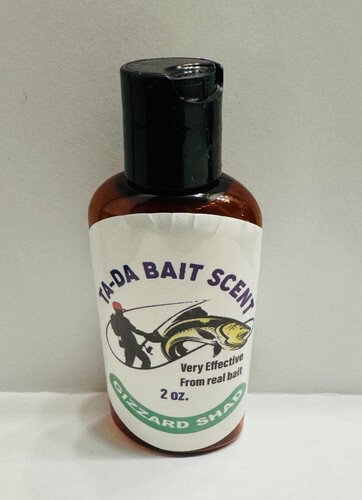 TA-DA BAIT SCENT
Very Effective
From real bait
2 oz.
GIZZARD SHAD